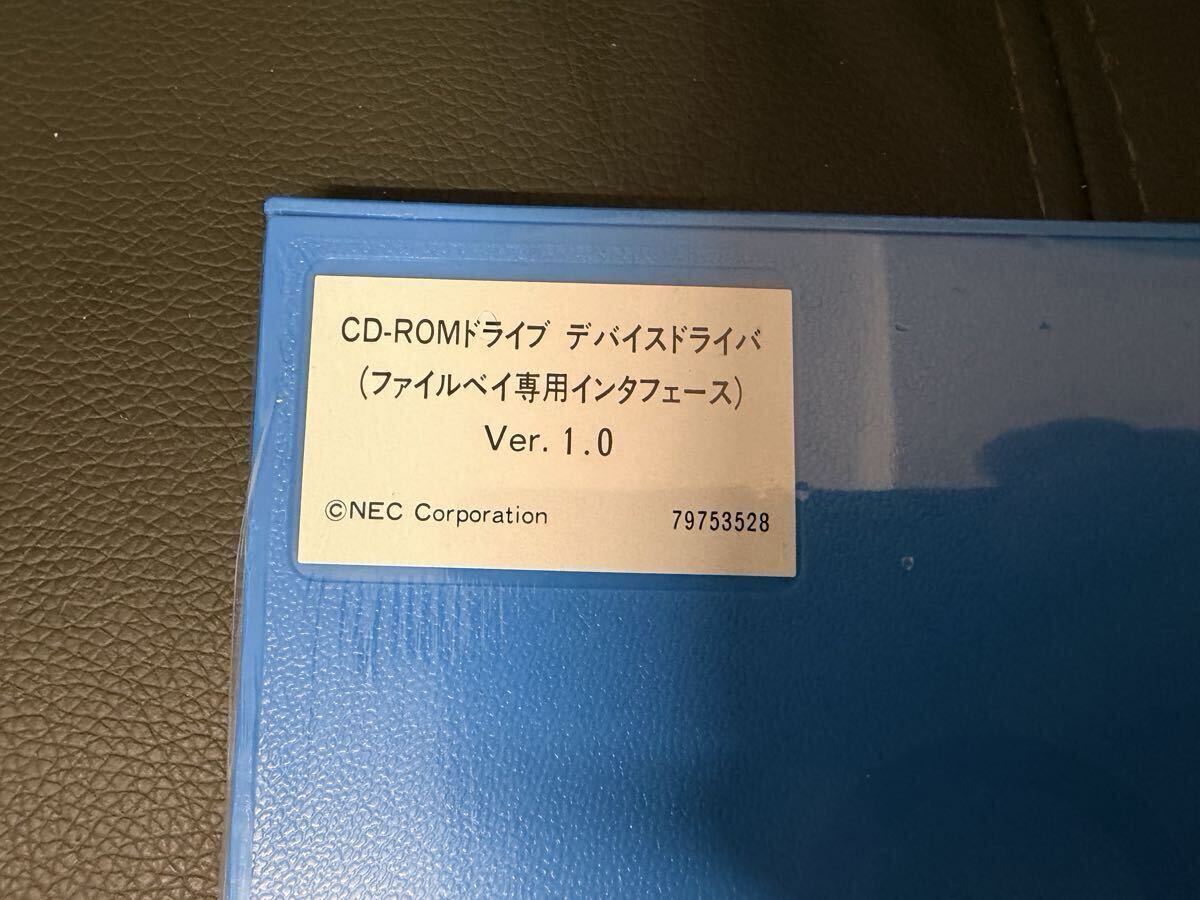 CD-ROMドライブ デバイスドライバ
(ファイルベイ専用インタフェース)
Ver. 1.0
©NEC Corporation 79753528